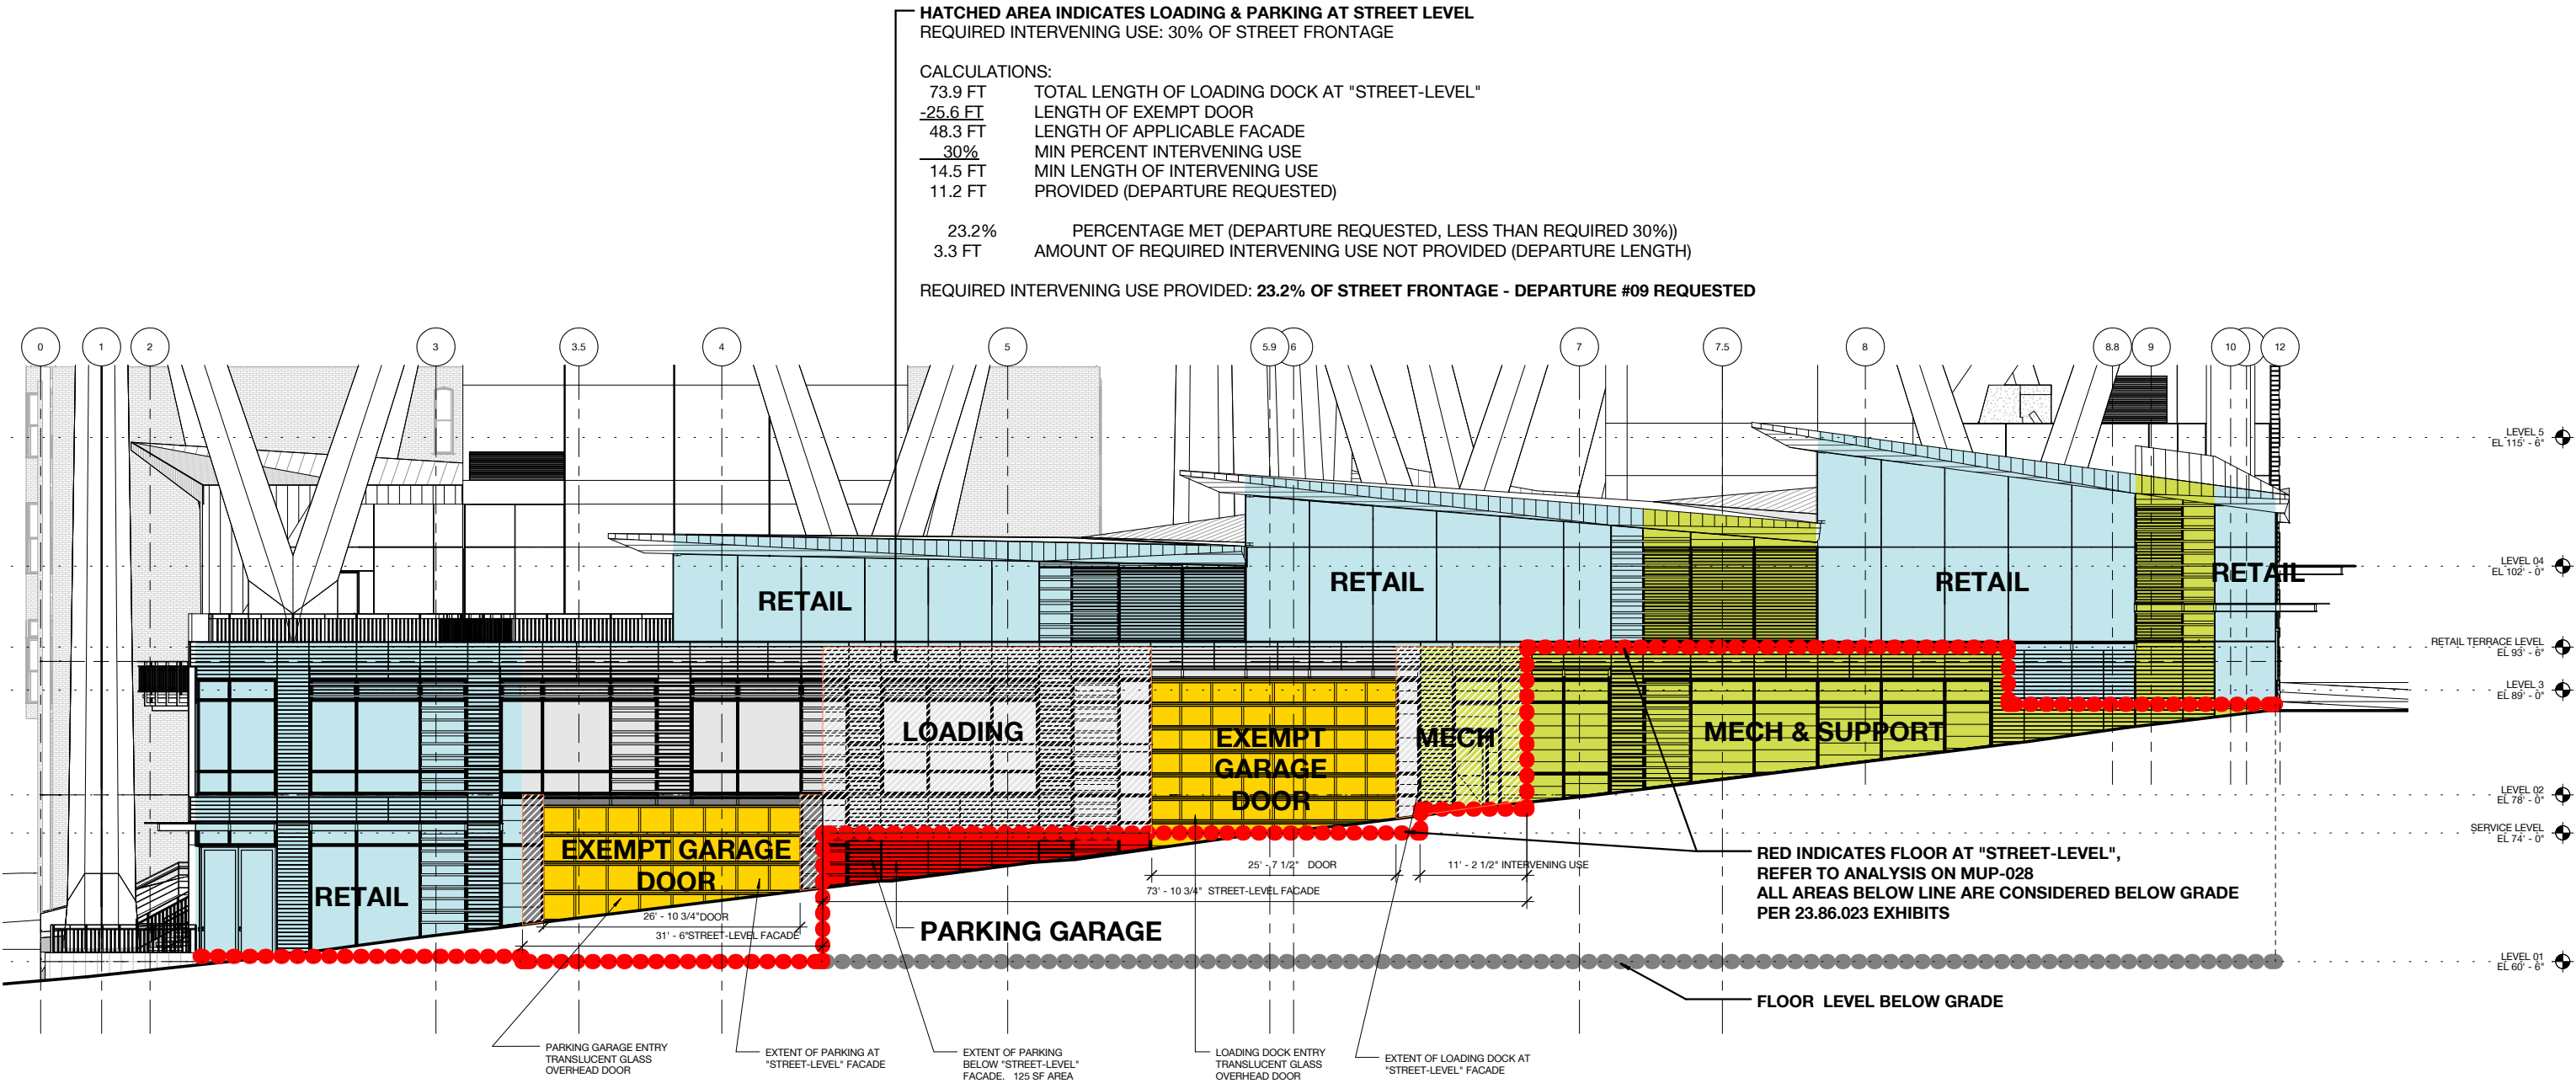 HATCHED AREA INDICATES LOADING & PARKING AT STREET LEVEL
REQUIRED INTERVENING USE: 30% OF STREET FRONTAGE
CALCULATIONS:
73.9 FT TOTAL LENGTH OF LOADING DOCK AT "STREET-LEVEL"
-25.6 FT LENGTH OF EXEMPT DOOR
48.3 FT LENGTH OF APPLICABLE FACADE
30% MIN PERCENT INTERVENING USE
14.5 FT MIN LENGTH OF INTERVENING USE
11.2 FT PROVIDED (DEPARTURE REQUESTED)
23.2% PERCENTAGE MET (DEPARTURE REQUESTED, LESS THAN REQUIRED 30%))
3.3 FT AMOUNT OF REQUIRED INTERVENING USE NOT PROVIDED (DEPARTURE LENGTH)
REQUIRED INTERVENING USE PROVIDED: 23.2% OF STREET FRONTAGE - DEPARTURE #09 REQUESTED
0 1 2 3 3.5 4 5 5.9 6 7 7.5 8 8.8 9 10 12
LEVEL 5
EL 115' - 6"
LEVEL 04
EL 102' - 0"
RETAIL TERRACE LEVEL
EL 93' - 6"
LEVEL 3
EL 89' - 0"
LEVEL 02
EL 78' - 0"
SERVICE LEVEL
EL 74' - 0"
LEVEL 01
EL 60' - 6"
RETAIL
RETAIL
RETAIL
RETAIL
LOADING
EXEMPT
GARAGE
DOOR
MECH
MECH & SUPPORT
EXEMPT GARAGE
DOOR
RETAIL
25' - 7 1/2" DOOR
11' - 2 1/2" INTERVENING USE
73' - 10 3/4" STREET-LEVEL FACADE
26' - 10 3/4"DOOR
31' - 6"STREET-LEVEL FACADE
PARKING GARAGE
RED INDICATES FLOOR AT "STREET-LEVEL",
REFER TO ANALYSIS ON MUP-028
ALL AREAS BELOW LINE ARE CONSIDERED BELOW GRADE
PER 23.86.023 EXHIBITS
FLOOR LEVEL BELOW GRADE
PARKING GARAGE ENTRY
TRANSLUCENT GLASS
OVERHEAD DOOR
EXTENT OF PARKING AT
"STREET-LEVEL" FACADE
EXTENT OF PARKING
BELOW "STREET-LEVEL"
FACADE. 125 SF AREA
LOADING DOCK ENTRY
TRANSLUCENT GLASS
OVERHEAD DOOR
EXTENT OF LOADING DOCK AT
"STREET-LEVEL" FACADE